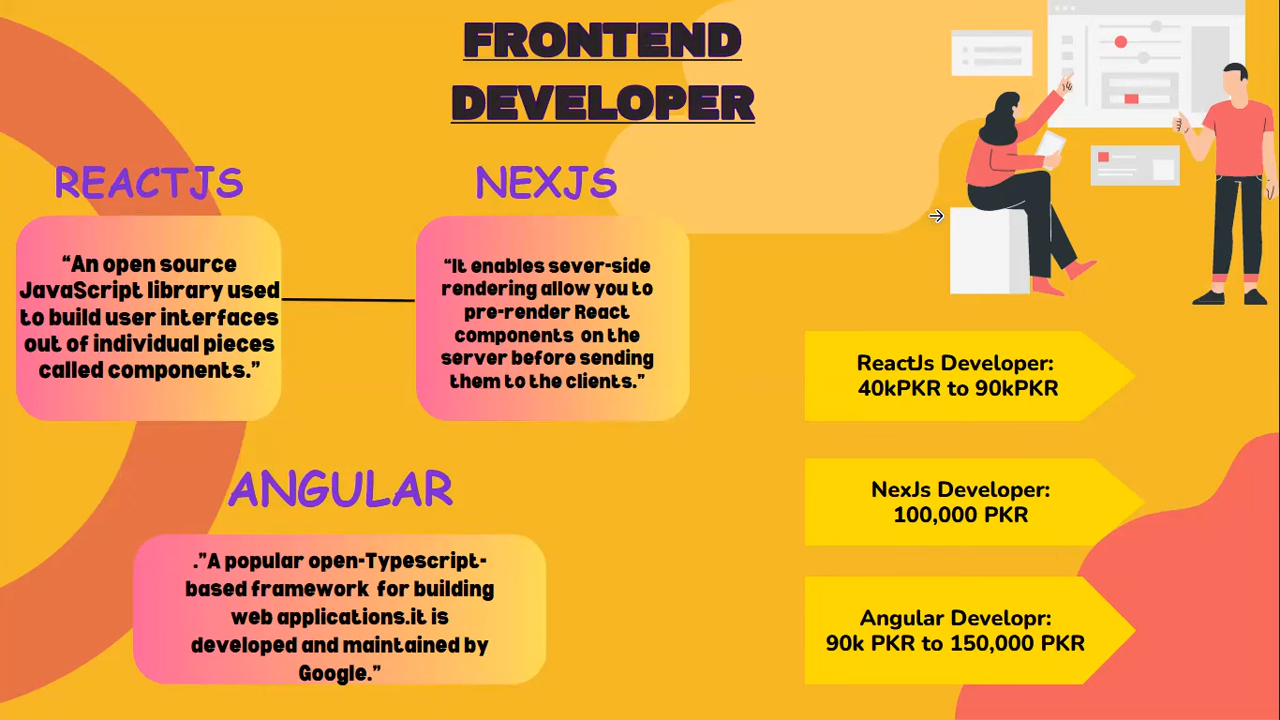 FRONTEND
DEVELOPER
REACTJS
"An open source
JavaScript library used
to build user interfaces
out of individual pieces
called components."
NEXJS
"It enables sever-side
rendering allow you to
pre-render React
components on the
server before sending
them to the clients."
ANGULAR
."A popular open-Typescript-
based framework for building
web applications.it is
developed and maintained by
Google."
ReactJs Developer:
40kPKR to 90kPKR
NexJs Developer:
100,000 PKR
Angular Developr:
90k PKR to 150,000 PKR